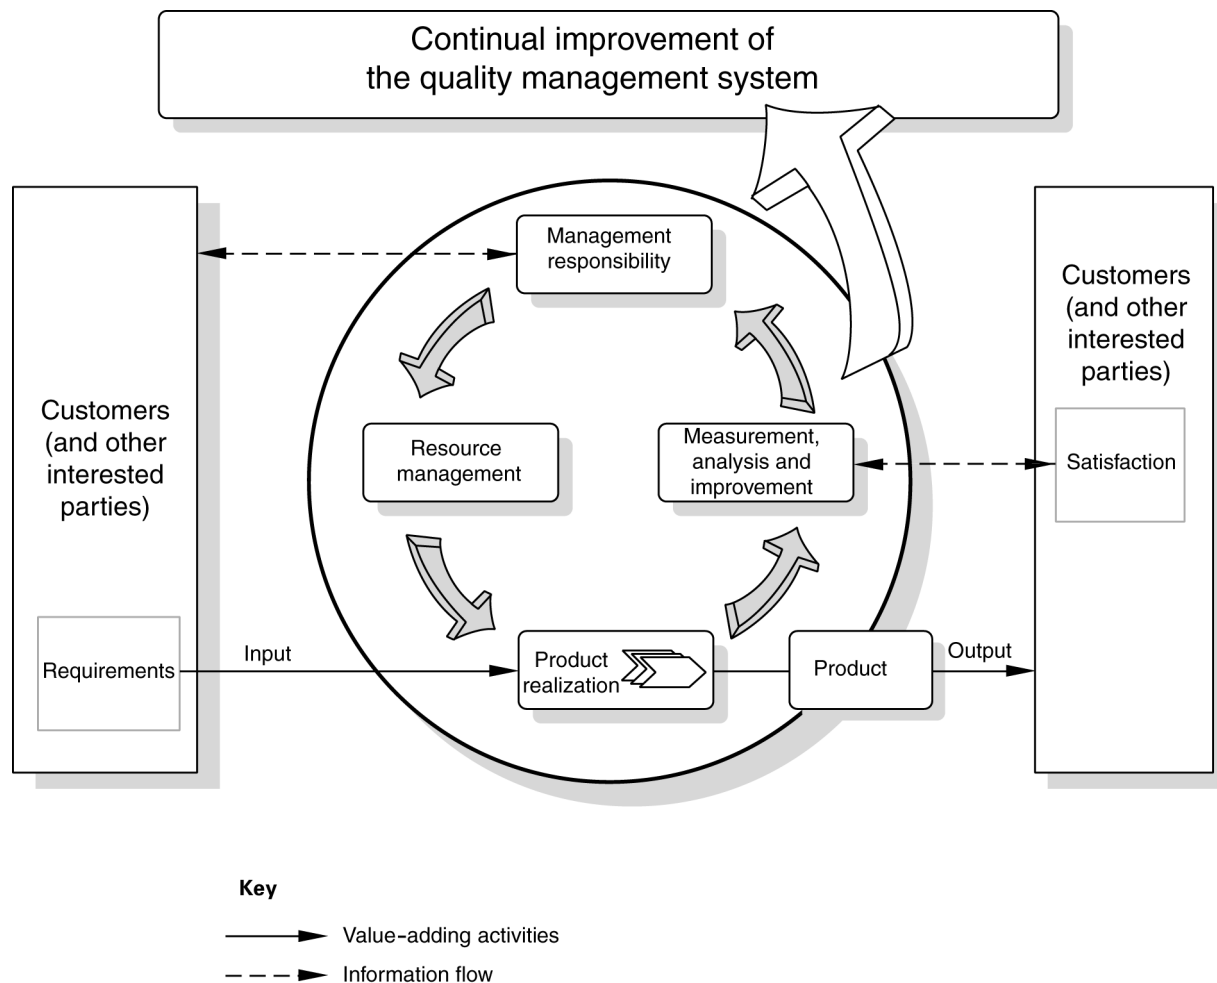 Continual improvement of
the quality management system
Customers
(and other
interested
parties)
Requirements
Input
Management
responsibility
Resource
management
Measurement,
analysis and
improvement
Product
realization
Product
Output
Customers
(and other
interested
parties)
Satisfaction
Key
Value-adding activities
Information flow